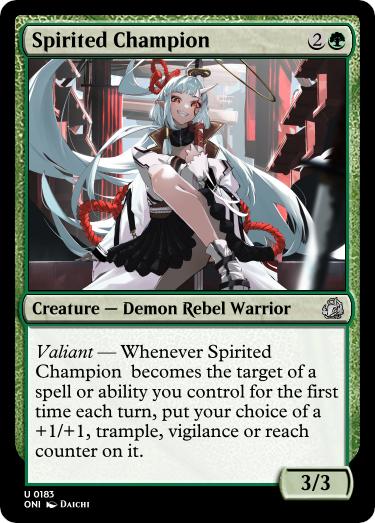 Spirited Champion 2
Creature — Demon Rebel Warrior
Valiant — Whenever Spirited
Champion becomes the target of a
spell or ability you control for the first
time each turn, put your choice of a
+1/+1, trample, vigilance or reach
counter on it.
3/3
U 0183
ONI Daichi